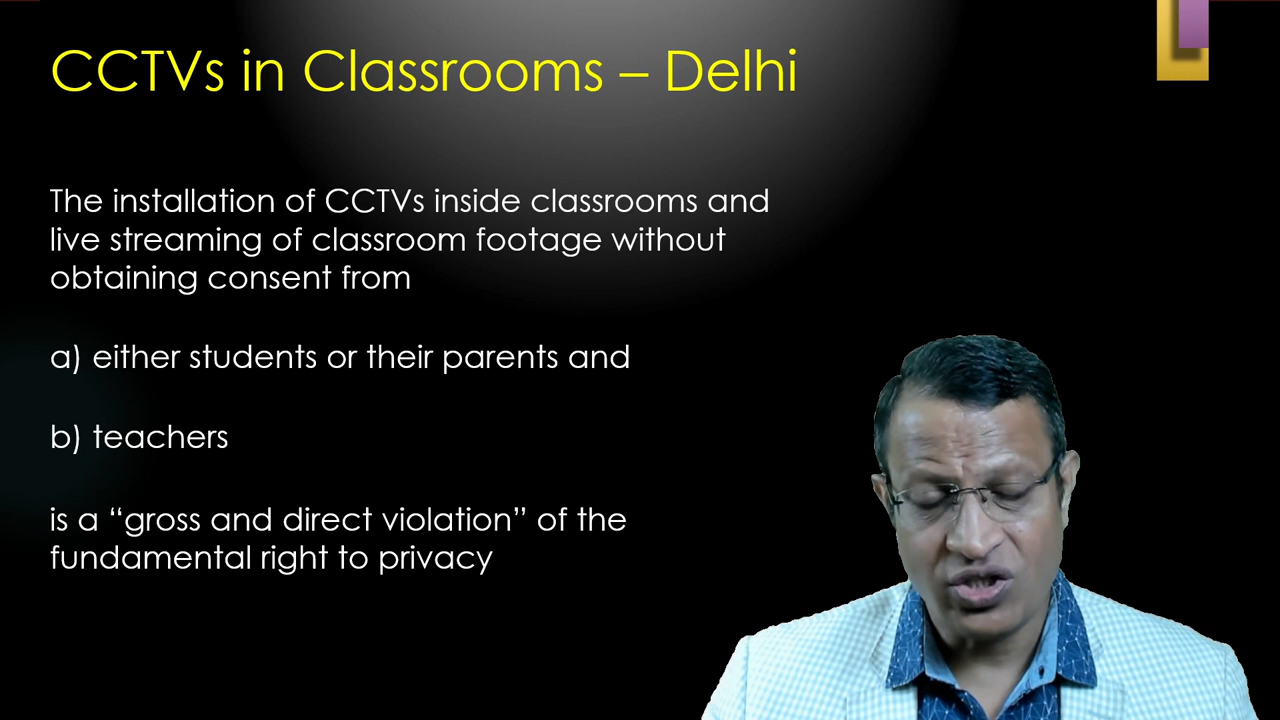 CCTVs in Classrooms – Delhi
The installation of CCTVs inside classrooms and
live streaming of classroom footage without
obtaining consent from
a) either students or their parents and
b) teachers
is a “gross and direct violation” of the
fundamental right to privacy